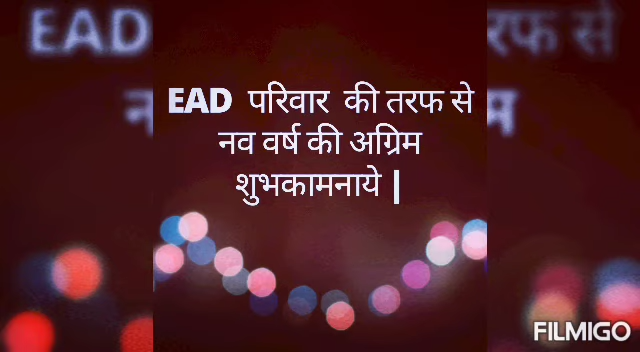 EAD परिवार की तरफ से
नव वर्ष की अग्रिम
शुभकामनाये |
FILMIGO